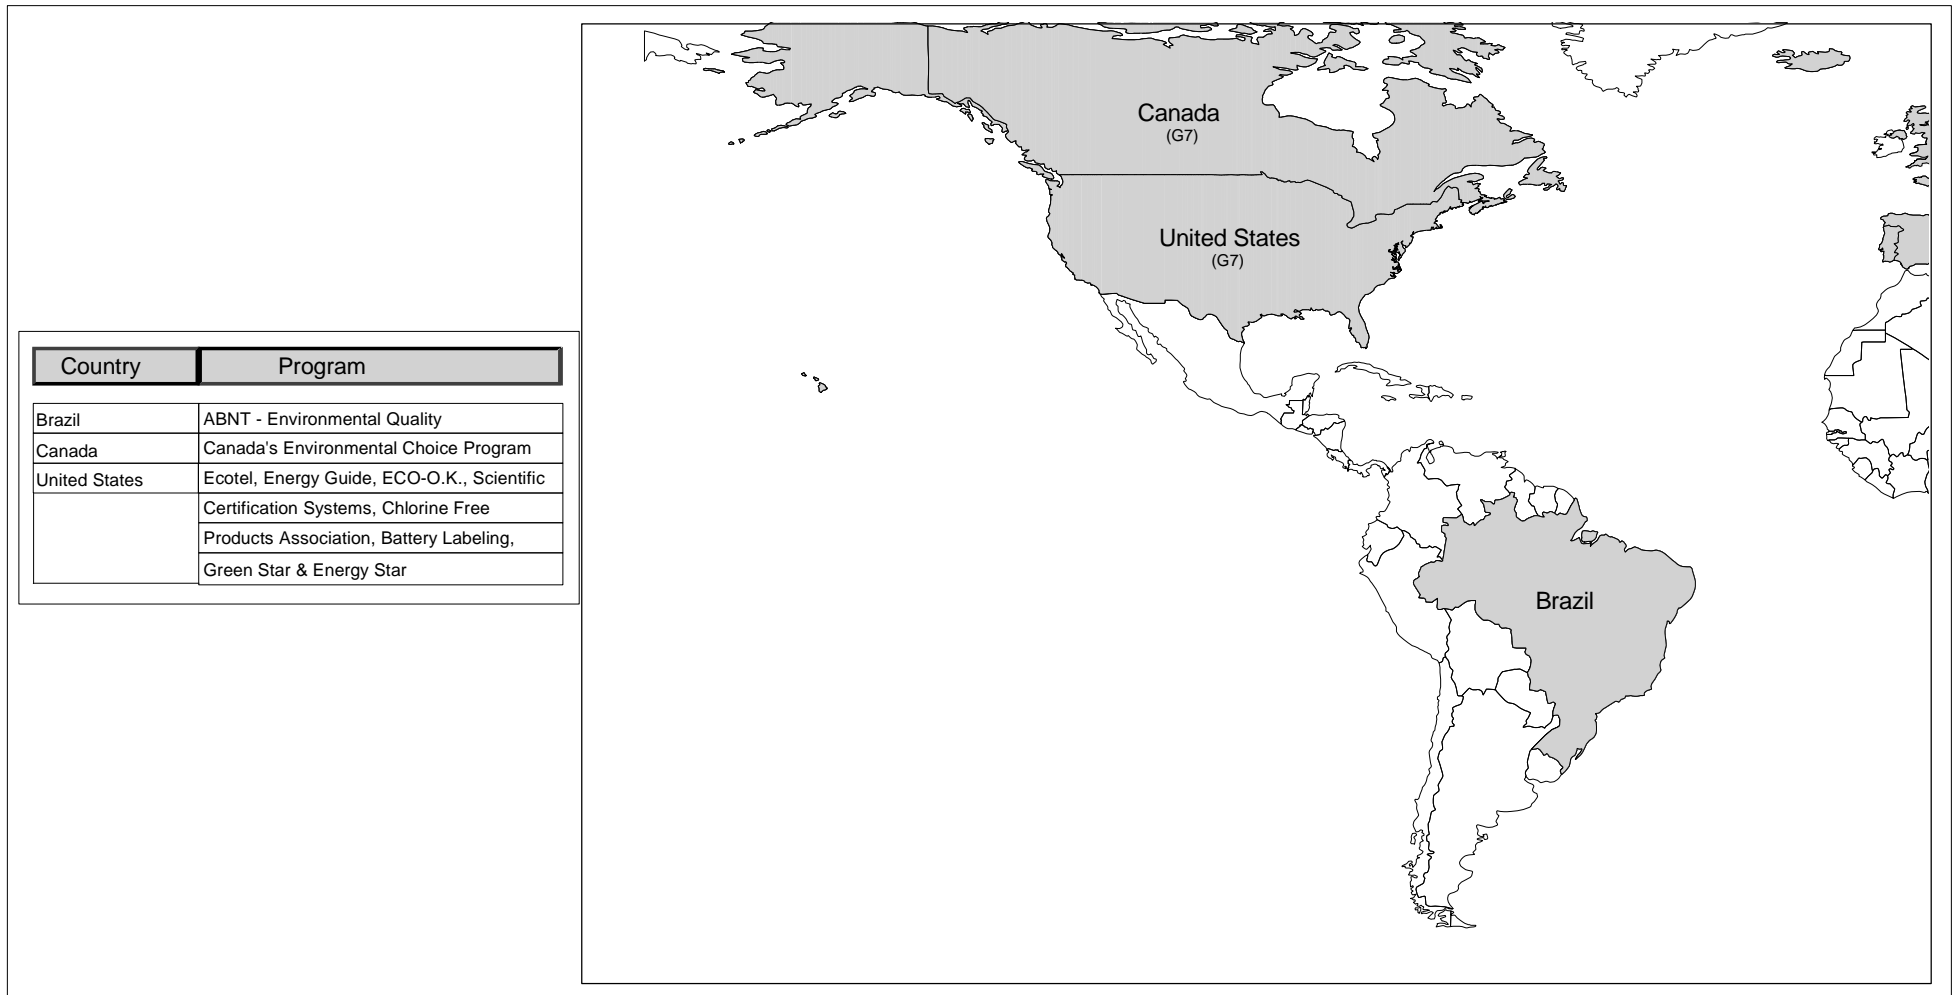 Country Program
Brazil ABNT - Environmental Quality
Canada Canada's Environmental Choice Program
United States Ecotel, Energy Guide, ECO-O.K., Scientific
Certification Systems, Chlorine Free
Products Association, Battery Labeling,
Green Star & Energy Star
Canada
(G7)
United States
(G7)
Brazil